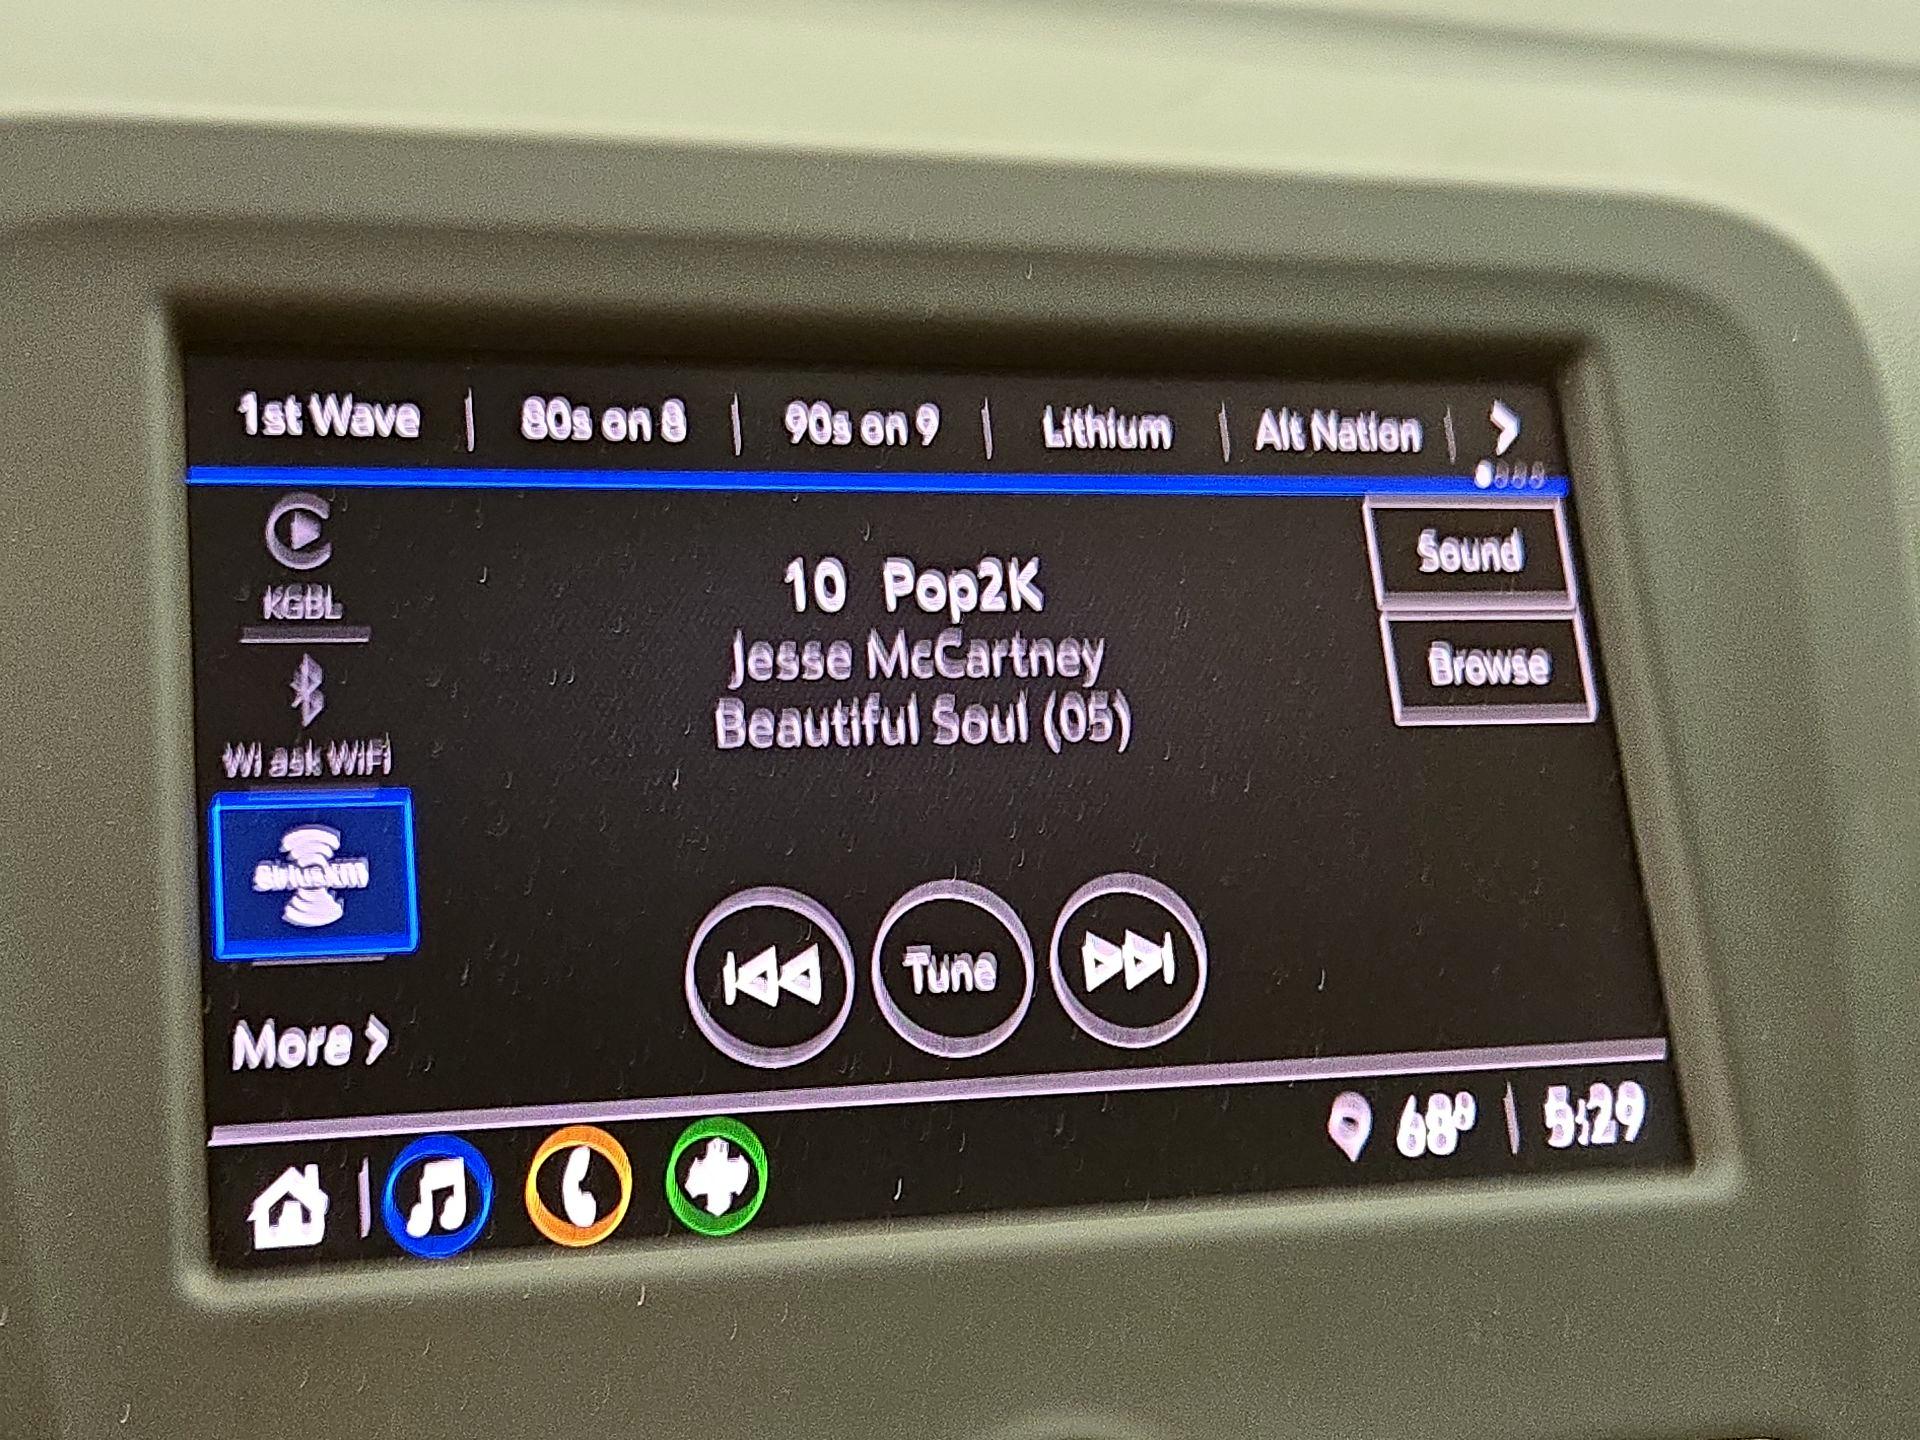 1st Wave | 80s on 8 | 90s on 9 | Lithium | Alt Nation |
Sound
KGBL
10 Pop2K
Jesse McCartney
Browse
Beautiful Soul (05)
WI ask WiFi
SiriusXM
Tune
More >
68° | 5:29